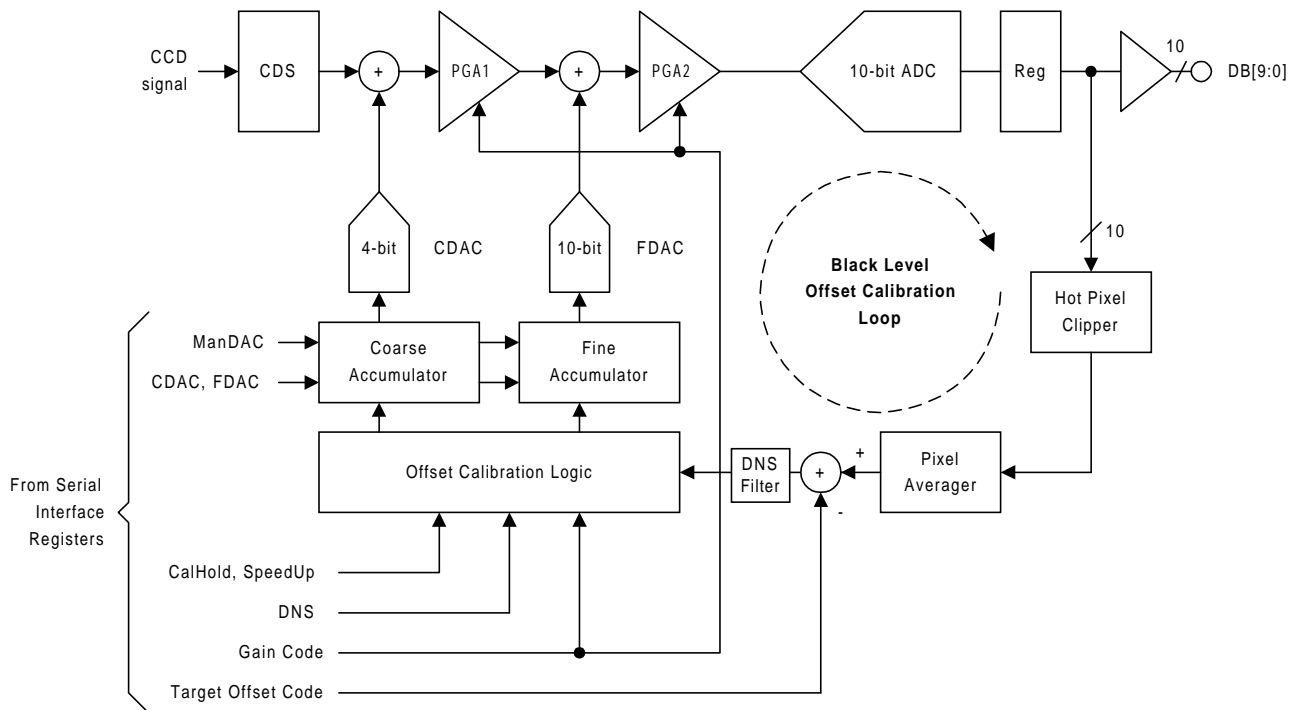 CCD
signal
CDS
+
PGA1
+
PGA2
10-bit ADC
Reg
10
DB[9:0]
4-bit
CDAC
10-bit
FDAC
10
Black Level
Offset Calibration
Loop
Hot Pixel
Clipper
ManDAC
CDAC, FDAC
Coarse
Accumulator
Fine
Accumulator
Offset Calibration Logic
DNS
Filter
+
+
-
Pixel
Averager
From Serial
Interface
Registers
CalHold, SpeedUp
DNS
Gain Code
Target Offset Code